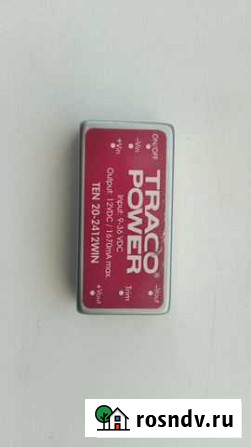 ON/OFF
-Vin
+Vin
TRACO®
POWER
Input: 9-36 VDC
Output: 12VDC / 1670mA max.
TEN 20-2412WIN
-Vout
Trim
+Vout
rosndv.ru